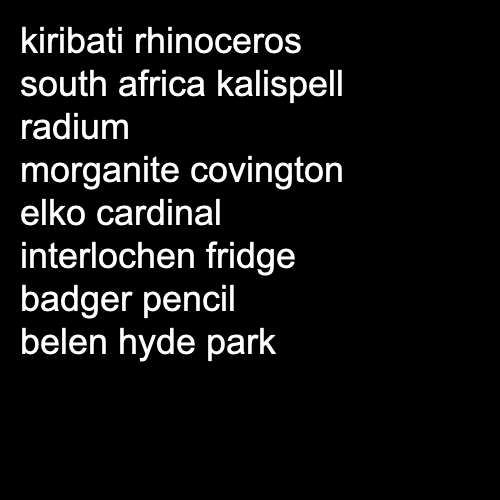 kiribati rhinoceros
south africa kalispell
radium
morganite covington
elko cardinal
interlochen fridge
badger pencil
belen hyde park